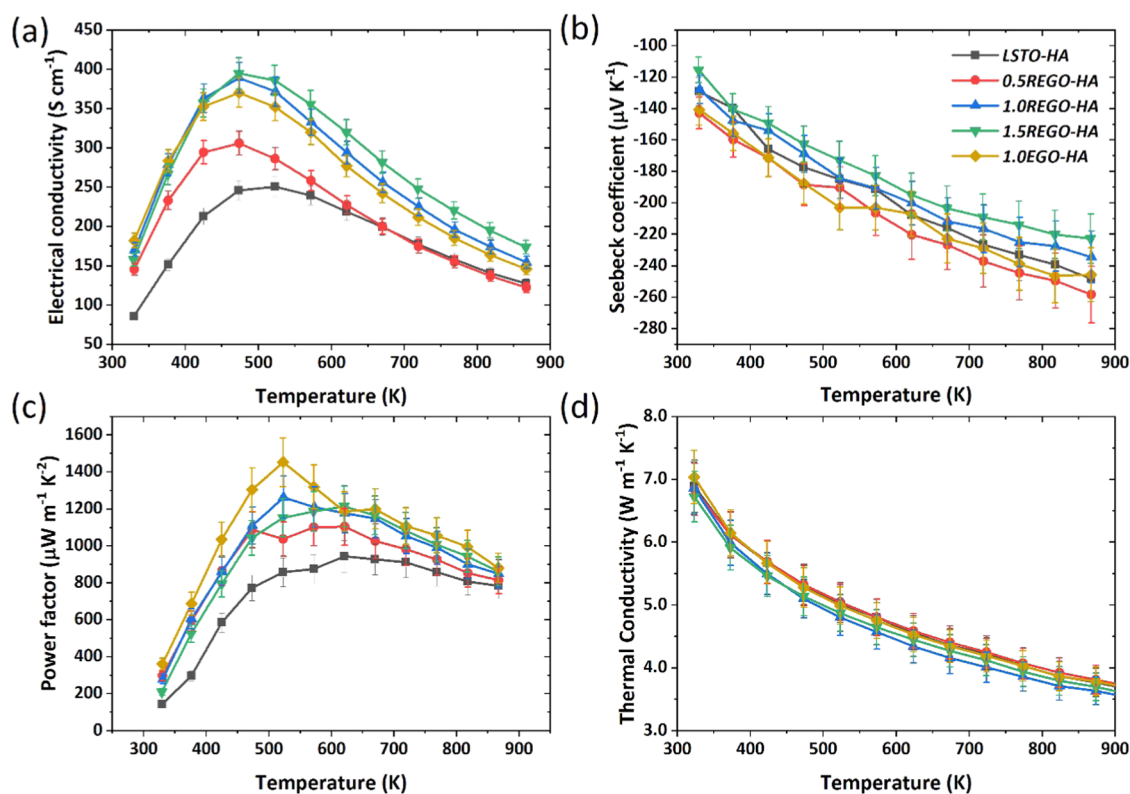 (a)
Electrical conductivity (S cm⁻¹)
450
400
350
300
250
200
150
100
50
300 400 500 600 700 800 900
Temperature (K)
(b)
Seebeck coefficient (µV K⁻¹)
-100
-120
-140
-160
-180
-200
-220
-240
-260
-280
LSTO-HA
0.5REGO-HA
1.0REGO-HA
1.5REGO-HA
1.0EGO-HA
300 400 500 600 700 800 900
Temperature (K)
(c)
Power factor (µW m⁻¹ K⁻²)
1600
1400
1200
1000
800
600
400
200
0
300 400 500 600 700 800 900
Temperature (K)
(d)
Thermal Conductivity (W m⁻¹ K⁻¹)
8.0
7.0
6.0
5.0
4.0
3.0
300 400 500 600 700 800 900
Temperature (K)